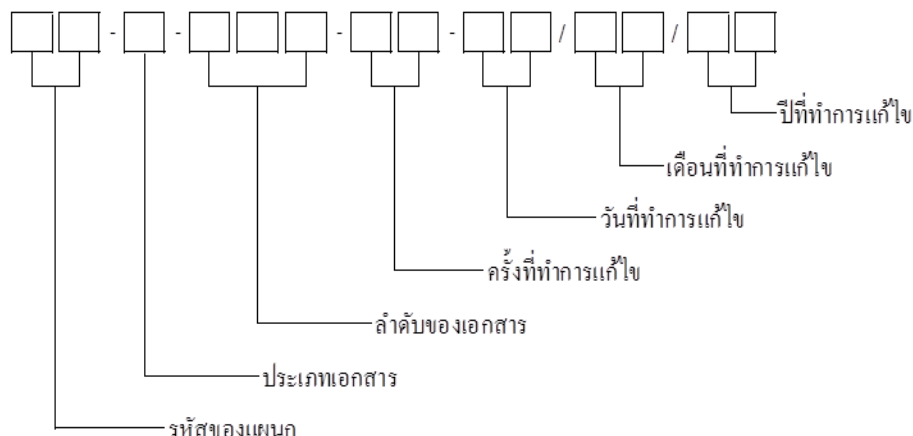 - - - - / /
ปีที่ทำการแก้ไข
เดือนที่ทำการแก้ไข
วันที่ทำการแก้ไข
ครั้งที่ทำการแก้ไข
ลำดับของเอกสาร
ประเภทเอกสาร
รหัสของแผนก